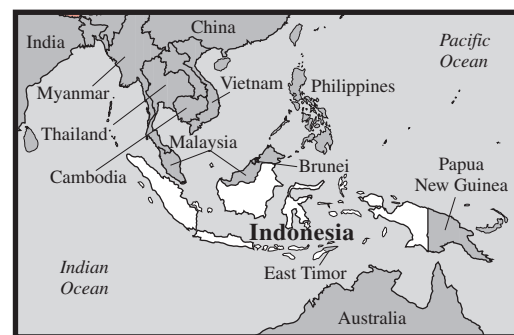 China
India
Pacific
Ocean
Myanmar
Vietnam
Philippines
Thailand
Malaysia
Cambodia
Brunei
Papua
New Guinea
Indonesia
East Timor
Indian
Ocean
Australia